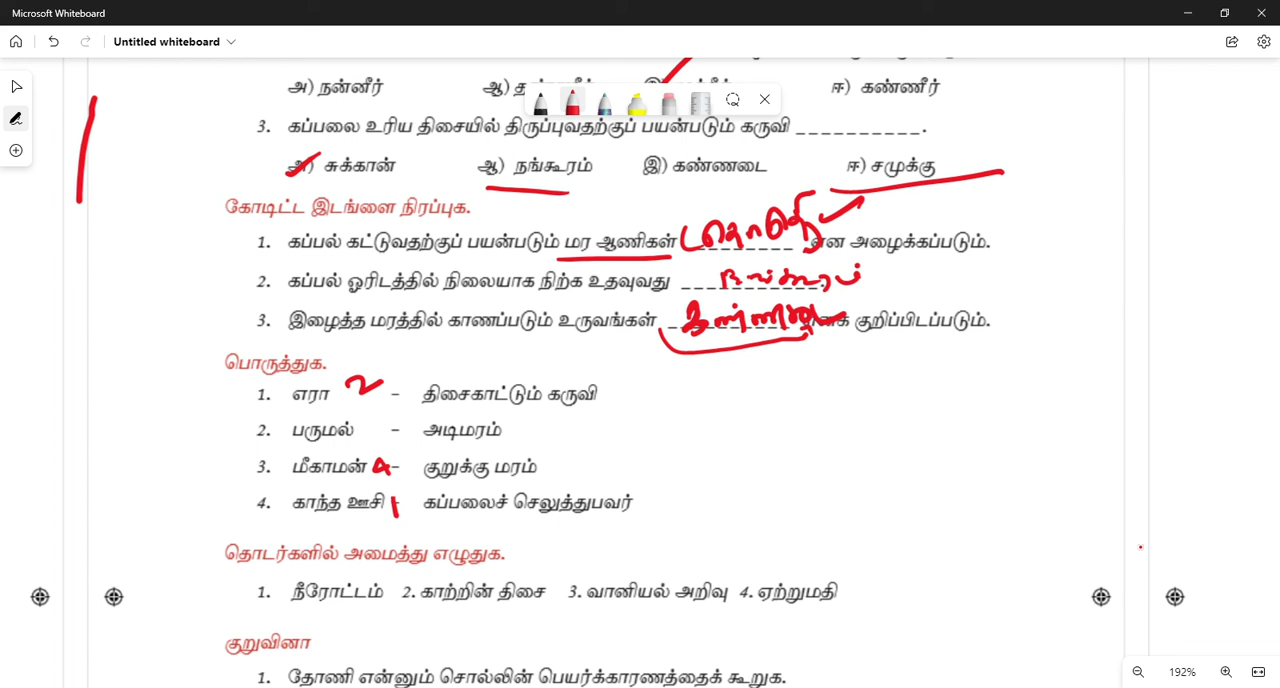 Microsoft Whiteboard
Untitled whiteboard
அ) நன்னீர் ஆ) ஈ) கண்ணீர்
3. கப்பலை உரிய திசையில் திருப்புவதற்குப் பயன்படும் கருவி __________.
அ) சுக்கான் ஆ) நங்கூரம் இ) கண்ணடை ஈ) சமுக்கு
கோடிட்ட இடங்களை நிரப்புக.
1. கப்பல் கட்டுவதற்குப் பயன்படும் மர ஆணிகள் தொகுதி என அழைக்கப்படும்.
2. கப்பல் ஓரிடத்தில் நிலையாக நிற்க உதவுவது நங்கூரம்.
3. இழைத்த மரத்தில் காணப்படும் உருவங்கள் கண்ணடை எனக் குறிப்பிடப்படும்.
பொருத்துக.
1. எரா 2 - திசைகாட்டும் கருவி
2. பருமல் - அடிமரம்
3. மீகாமன் 4 - குறுக்கு மரம்
4. காந்த ஊசி 1 - கப்பலைச் செலுத்துபவர்
தொடர்களில் அமைத்து எழுதுக.
1. நீரோட்டம் 2. காற்றின் திசை 3. வானியல் அறிவு 4. ஏற்றுமதி
குறுவினா
1. தோணி என்னும் சொல்லின் பெயர்க்காரணத்தைக் கூறுக.
192%